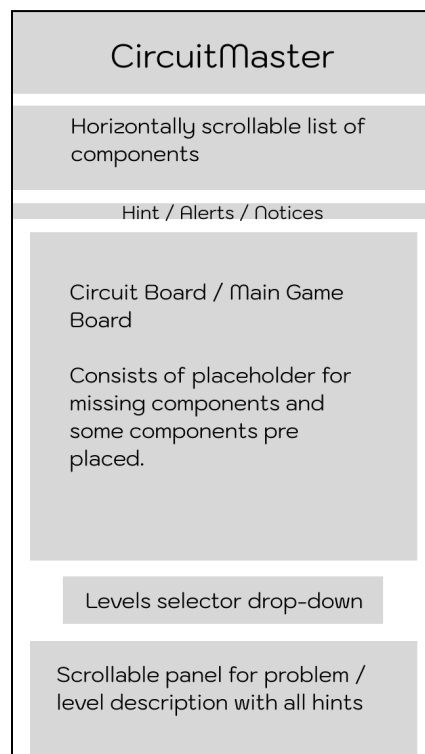 CircuitMaster
Horizontally scrollable list of
components
Hint / Alerts / Notices
Circuit Board / Main Game
Board
Consists of placeholder for
missing components and
some components pre
placed.
Levels selector drop-down
Scrollable panel for problem /
level description with all hints